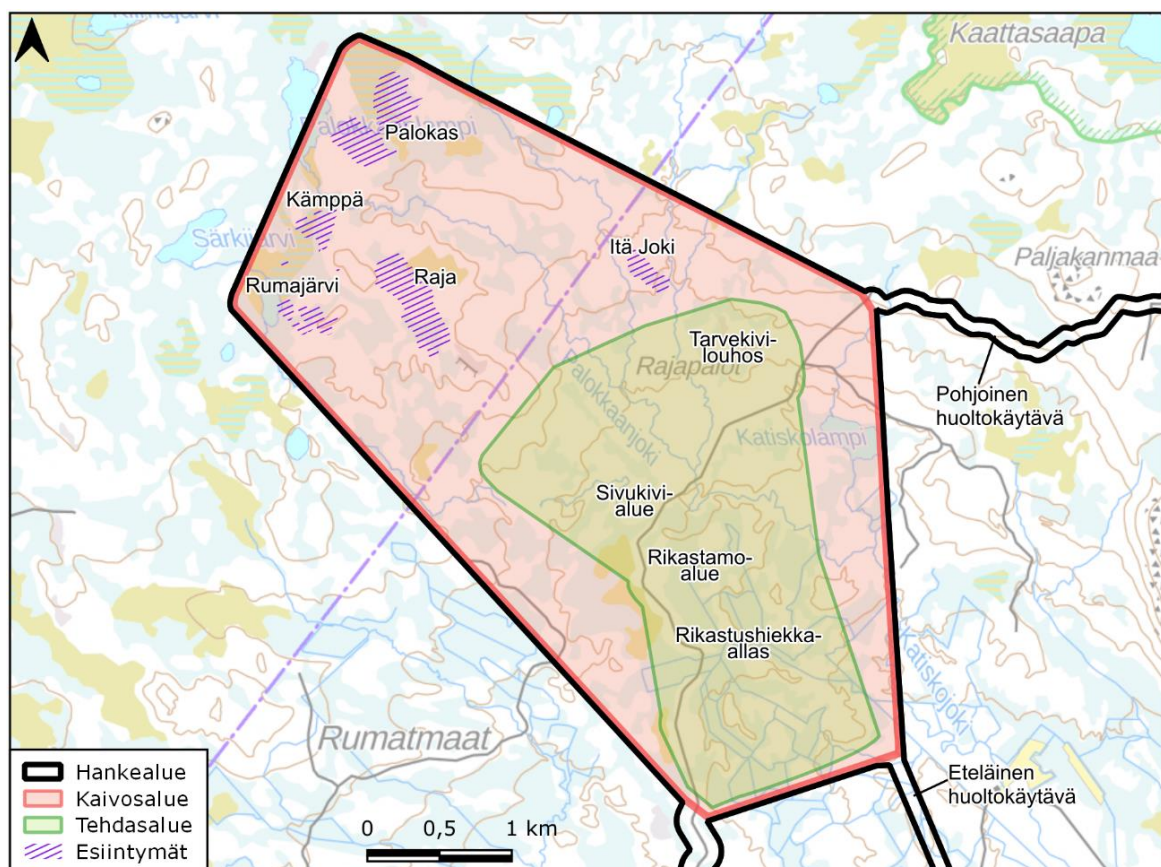 Kiimajärvi
Kaattasaapa
Palokas
Kämppä
Särkijärvi
Itä Joki
Raja
Rumajärvi
Paljakanmaa
Tarvekivi-
louhos
Rajapalot
Pohjoinen
huoltokäytävä
Katiskolampi
Sivukivi-
alue
Rikastamo-
alue
Rikastushiekka-
allas
Katiskojoki
Rumatmaat
Eteläinen
huoltokäytävä
Hankealue
Kaivosalue
Tehdasalue
Esiintymät
0 0,5 1 km